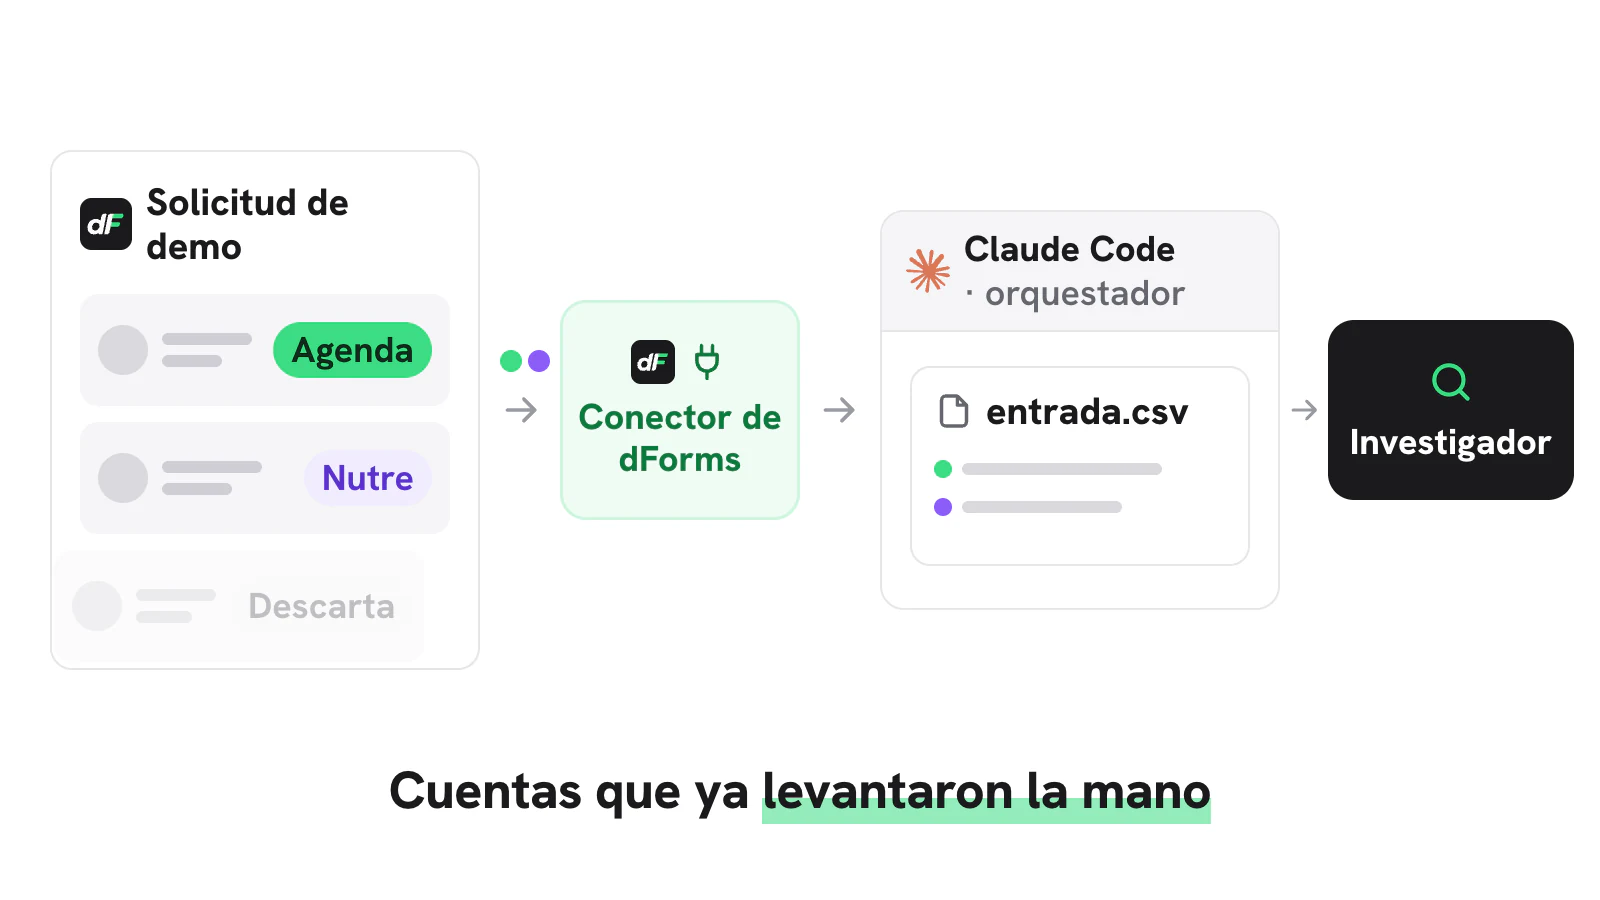 dF
Solicitud de
demo
Agenda
Nutre
Descarta
dF
Conector de
dForms
Claude Code
· orquestador
entrada.csv
Investigador
Cuentas que ya levantaron la mano